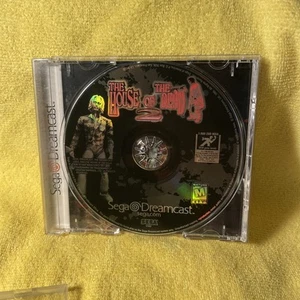 THE HOUSE OF THE DEAD
2
Sega Dreamcast
Sega Dreamcast
sega.com
SEGA
M